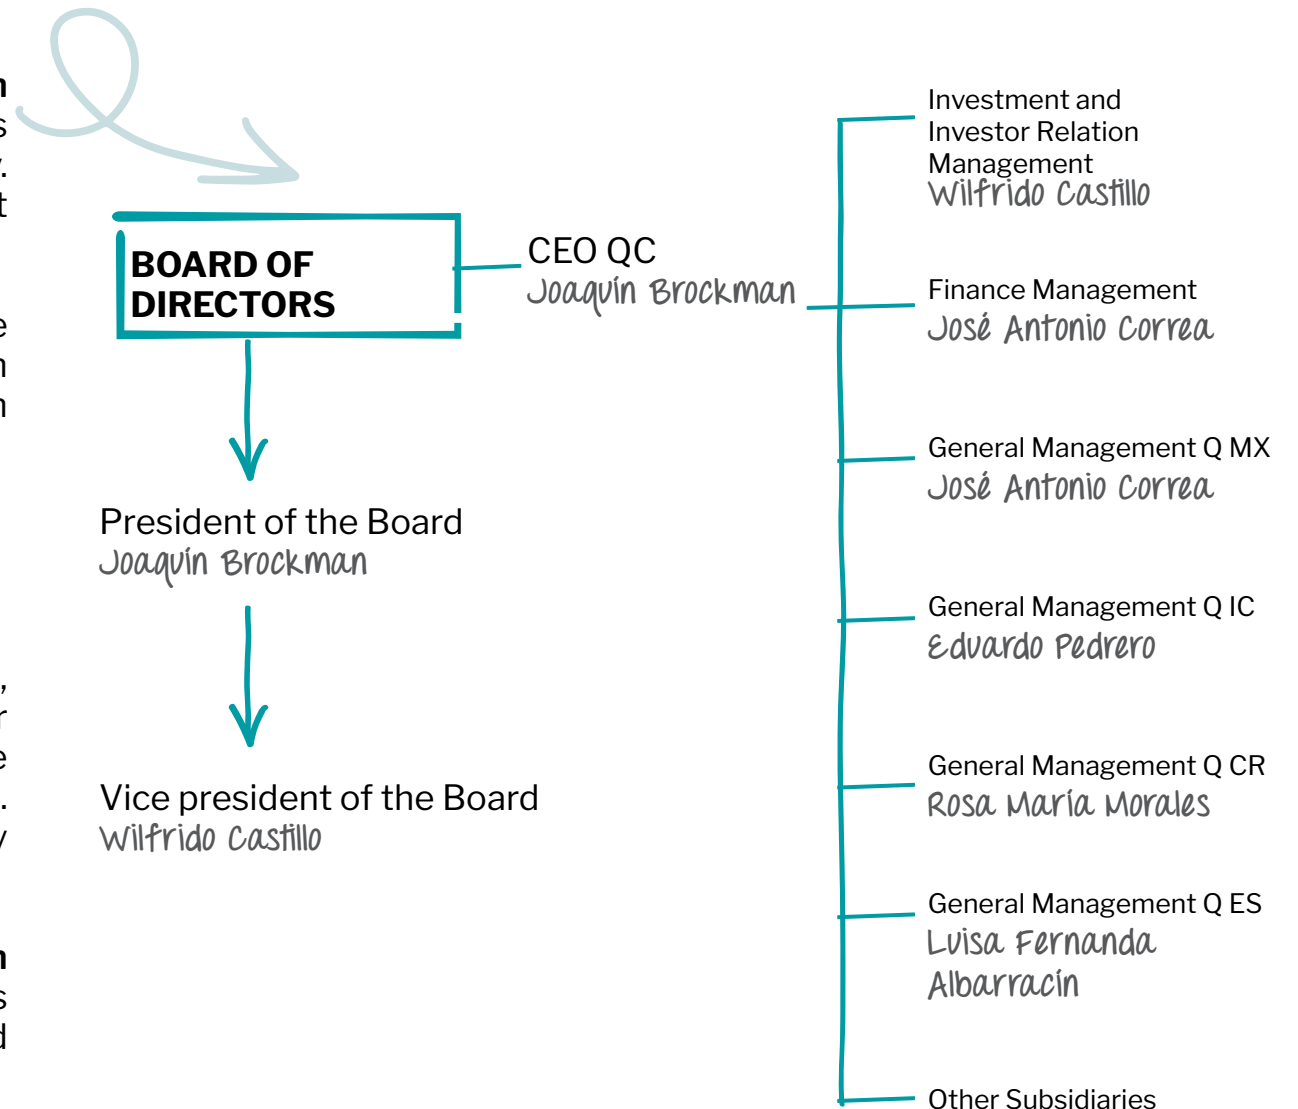 BOARD OF
DIRECTORS
CEO QC
Joaquín Brockman
President of the Board
Joaquín Brockman
Vice president of the Board
Wilfrido Castillo
Investment and
Investor Relation
Management
Wilfrido Castillo
Finance Management
José Antonio Correa
General Management Q MX
José Antonio Correa
General Management Q IC
Eduardo Pedrero
General Management Q CR
Rosa María Morales
General Management Q ES
Luisa Fernanda
Albarracín
Other Subsidiaries